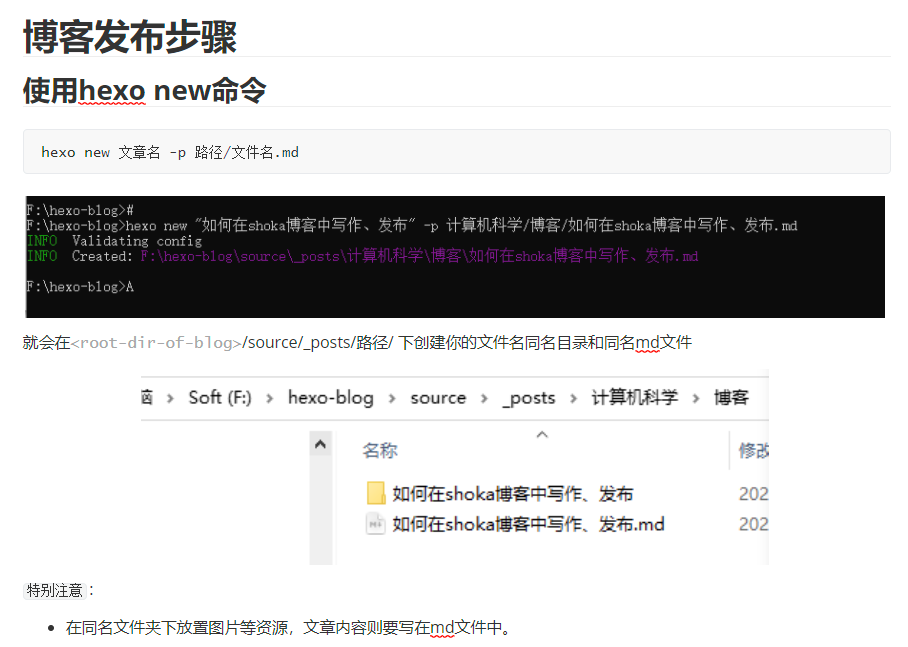 博客发布步骤
使用hexo new命令
hexo new 文章名 -p 路径/文件名.md
F:\hexo-blog>#
F:\hexo-blog>hexo new "如何在shoka博客中写作、发布" -p 计算机科学/博客/如何在shoka博客中写作、发布.md
INFO  Validating config
INFO  Created: F:\hexo-blog\source\_posts\计算机科学\博客\如何在shoka博客中写作、发布.md
F:\hexo-blog>A
就会在<root-dir-of-blog>/source/_posts/路径/ 下创建你的文件名同名目录和同名md文件
脑 › Soft (F:) › hexo-blog › source › _posts › 计算机科学 › 博客
名称 修改
如何在shoka博客中写作、发布 202
如何在shoka博客中写作、发布.md 202
特别注意：
• 在同名文件夹下放置图片等资源，文章内容则要写在md文件中。